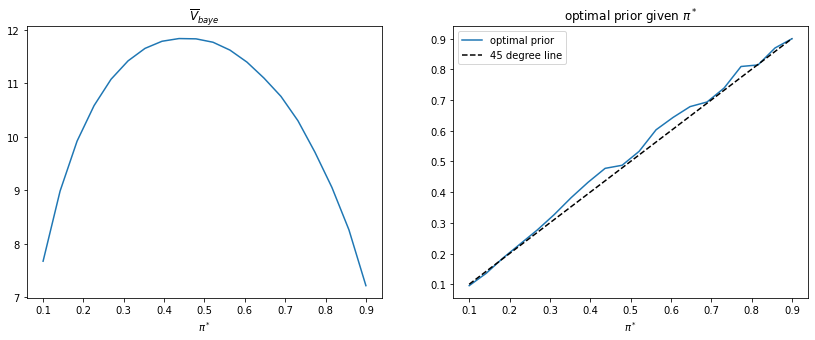 V̅_baye
12
11
10
9
8
7
0.1 0.2 0.3 0.4 0.5 0.6 0.7 0.8 0.9
π*
optimal prior given π*
optimal prior
45 degree line
0.9
0.8
0.7
0.6
0.5
0.4
0.3
0.2
0.1
0.1 0.2 0.3 0.4 0.5 0.6 0.7 0.8 0.9
π*